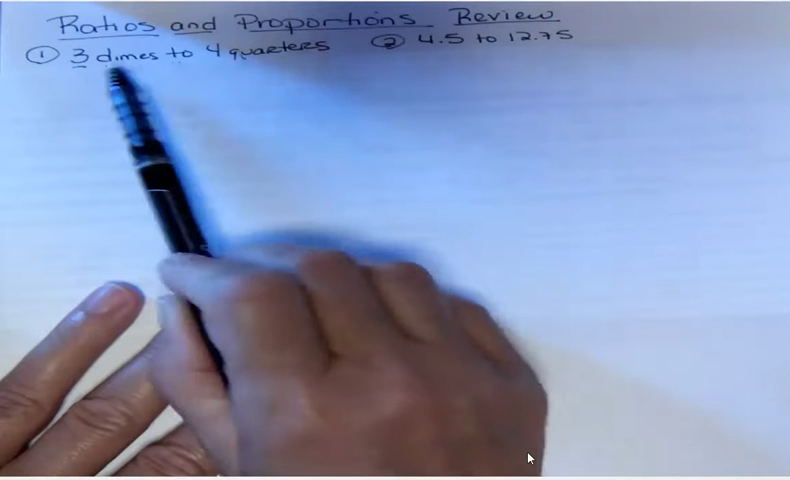 Ratios and Proportions Review
① 3 dimes to 4 quarters ② 4.5 to 12.75